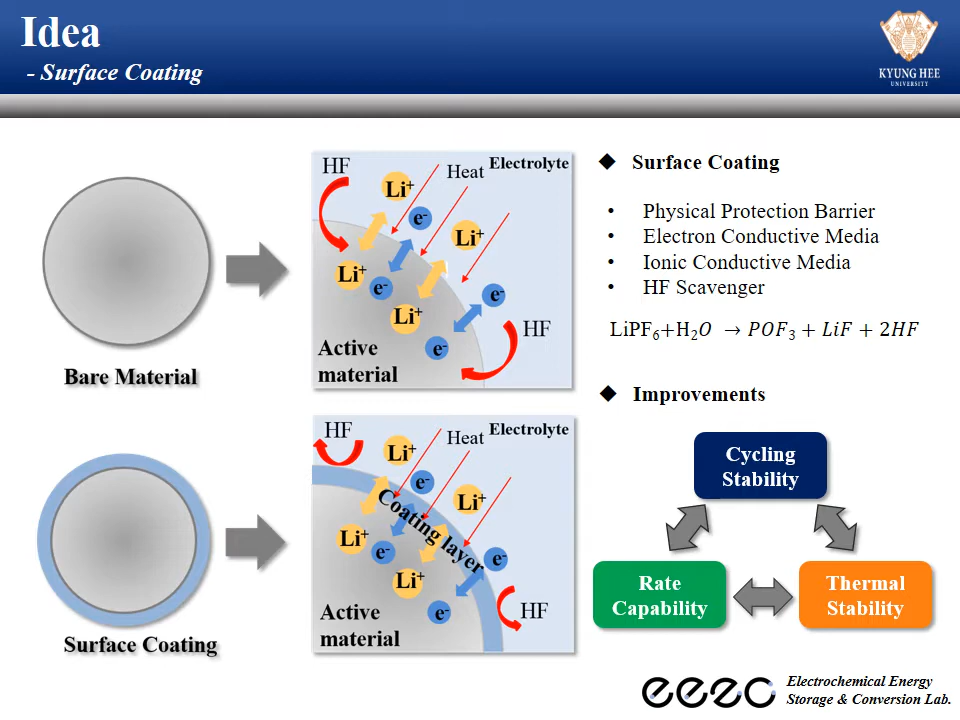 Idea
- Surface Coating
KYUNG HEE
UNIVERSITY
Bare Material
HF
Heat
Electrolyte
Li⁺
e⁻
Li⁺
Li⁺
e⁻
e⁻
Li⁺
HF
e⁻
Active
material
Surface Coating
HF
Heat
Electrolyte
Li⁺
e⁻
Li⁺
Coating layer
Li⁺
e⁻
e⁻
Li⁺
e⁻
HF
Active
material
◆ Surface Coating
• Physical Protection Barrier
• Electron Conductive Media
• Ionic Conductive Media
• HF Scavenger
LiPF₆+H₂O → POF₃ + LiF + 2HF
◆ Improvements
Cycling
Stability
Rate
Capability
Thermal
Stability
eezc
Electrochemical Energy
Storage & Conversion Lab.